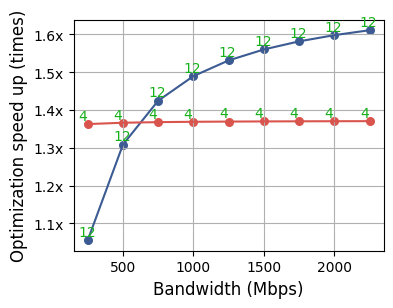 Optimization speed up (times)
1.6x
1.5x
1.4x
1.3x
1.2x
1.1x
12 12 12 12 12 12 12 12 12
4 4 4 4 4 4 4 4 4
500 1000 1500 2000
Bandwidth (Mbps)